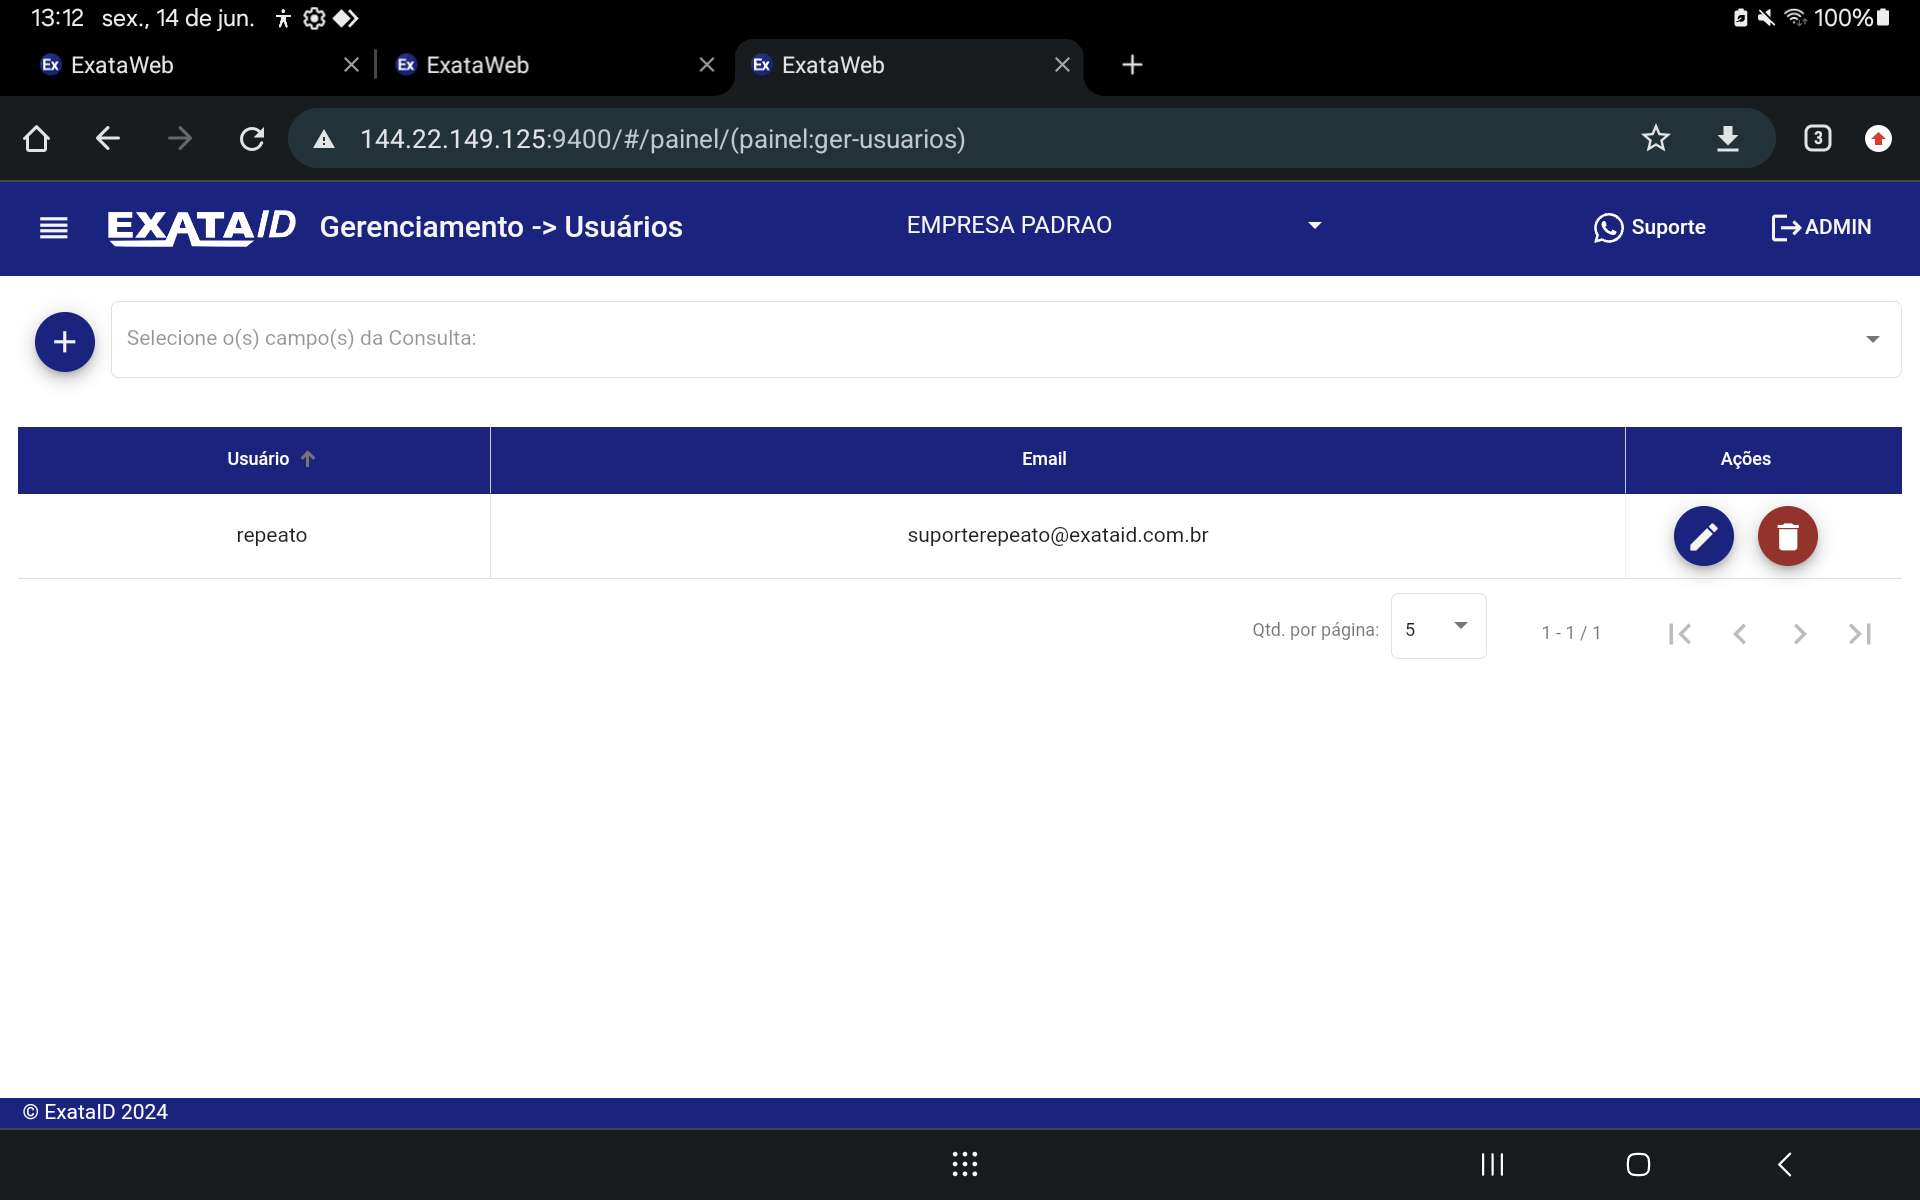 13:12 sex., 14 de jun. 100%
Ex ExataWeb Ex ExataWeb Ex ExataWeb
144.22.149.125:9400/#/painel/(painel:ger-usuarios) 3
EXATAID Gerenciamento -> Usuários EMPRESA PADRAO Suporte ADMIN
Selecione o(s) campo(s) da Consulta:
Usuário Email Ações
repeato suporterepeato@exataid.com.br
Qtd. por página: 5 1 - 1 / 1
© ExataID 2024